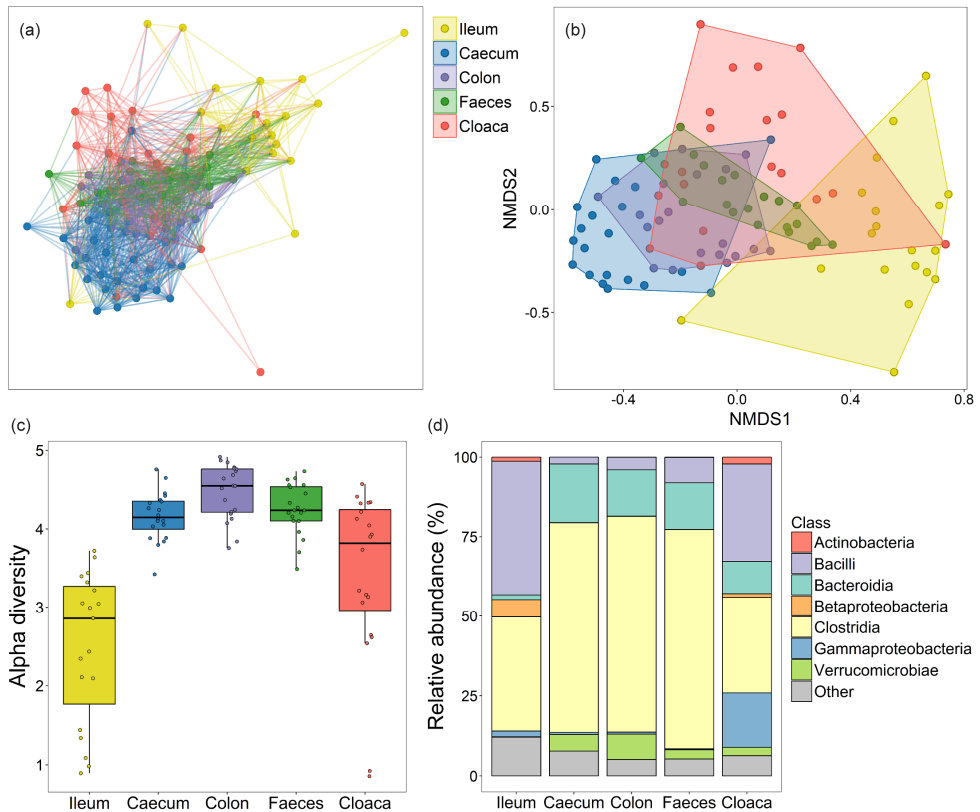 (a)
Ileum
Caecum
Colon
Faeces
Cloaca
(b)
NMDS2
0.5
0.0
-0.5
-0.4
0.0
0.4
0.8
NMDS1
(c)
Alpha diversity
5
4
3
2
1
Ileum
Caecum
Colon
Faeces
Cloaca
(d)
Relative abundance (%)
100
75
50
25
0
Ileum
Caecum
Colon
Faeces
Cloaca
Class
Actinobacteria
Bacilli
Bacteroidia
Betaproteobacteria
Clostridia
Gammaproteobacteria
Verrucomicrobiae
Other